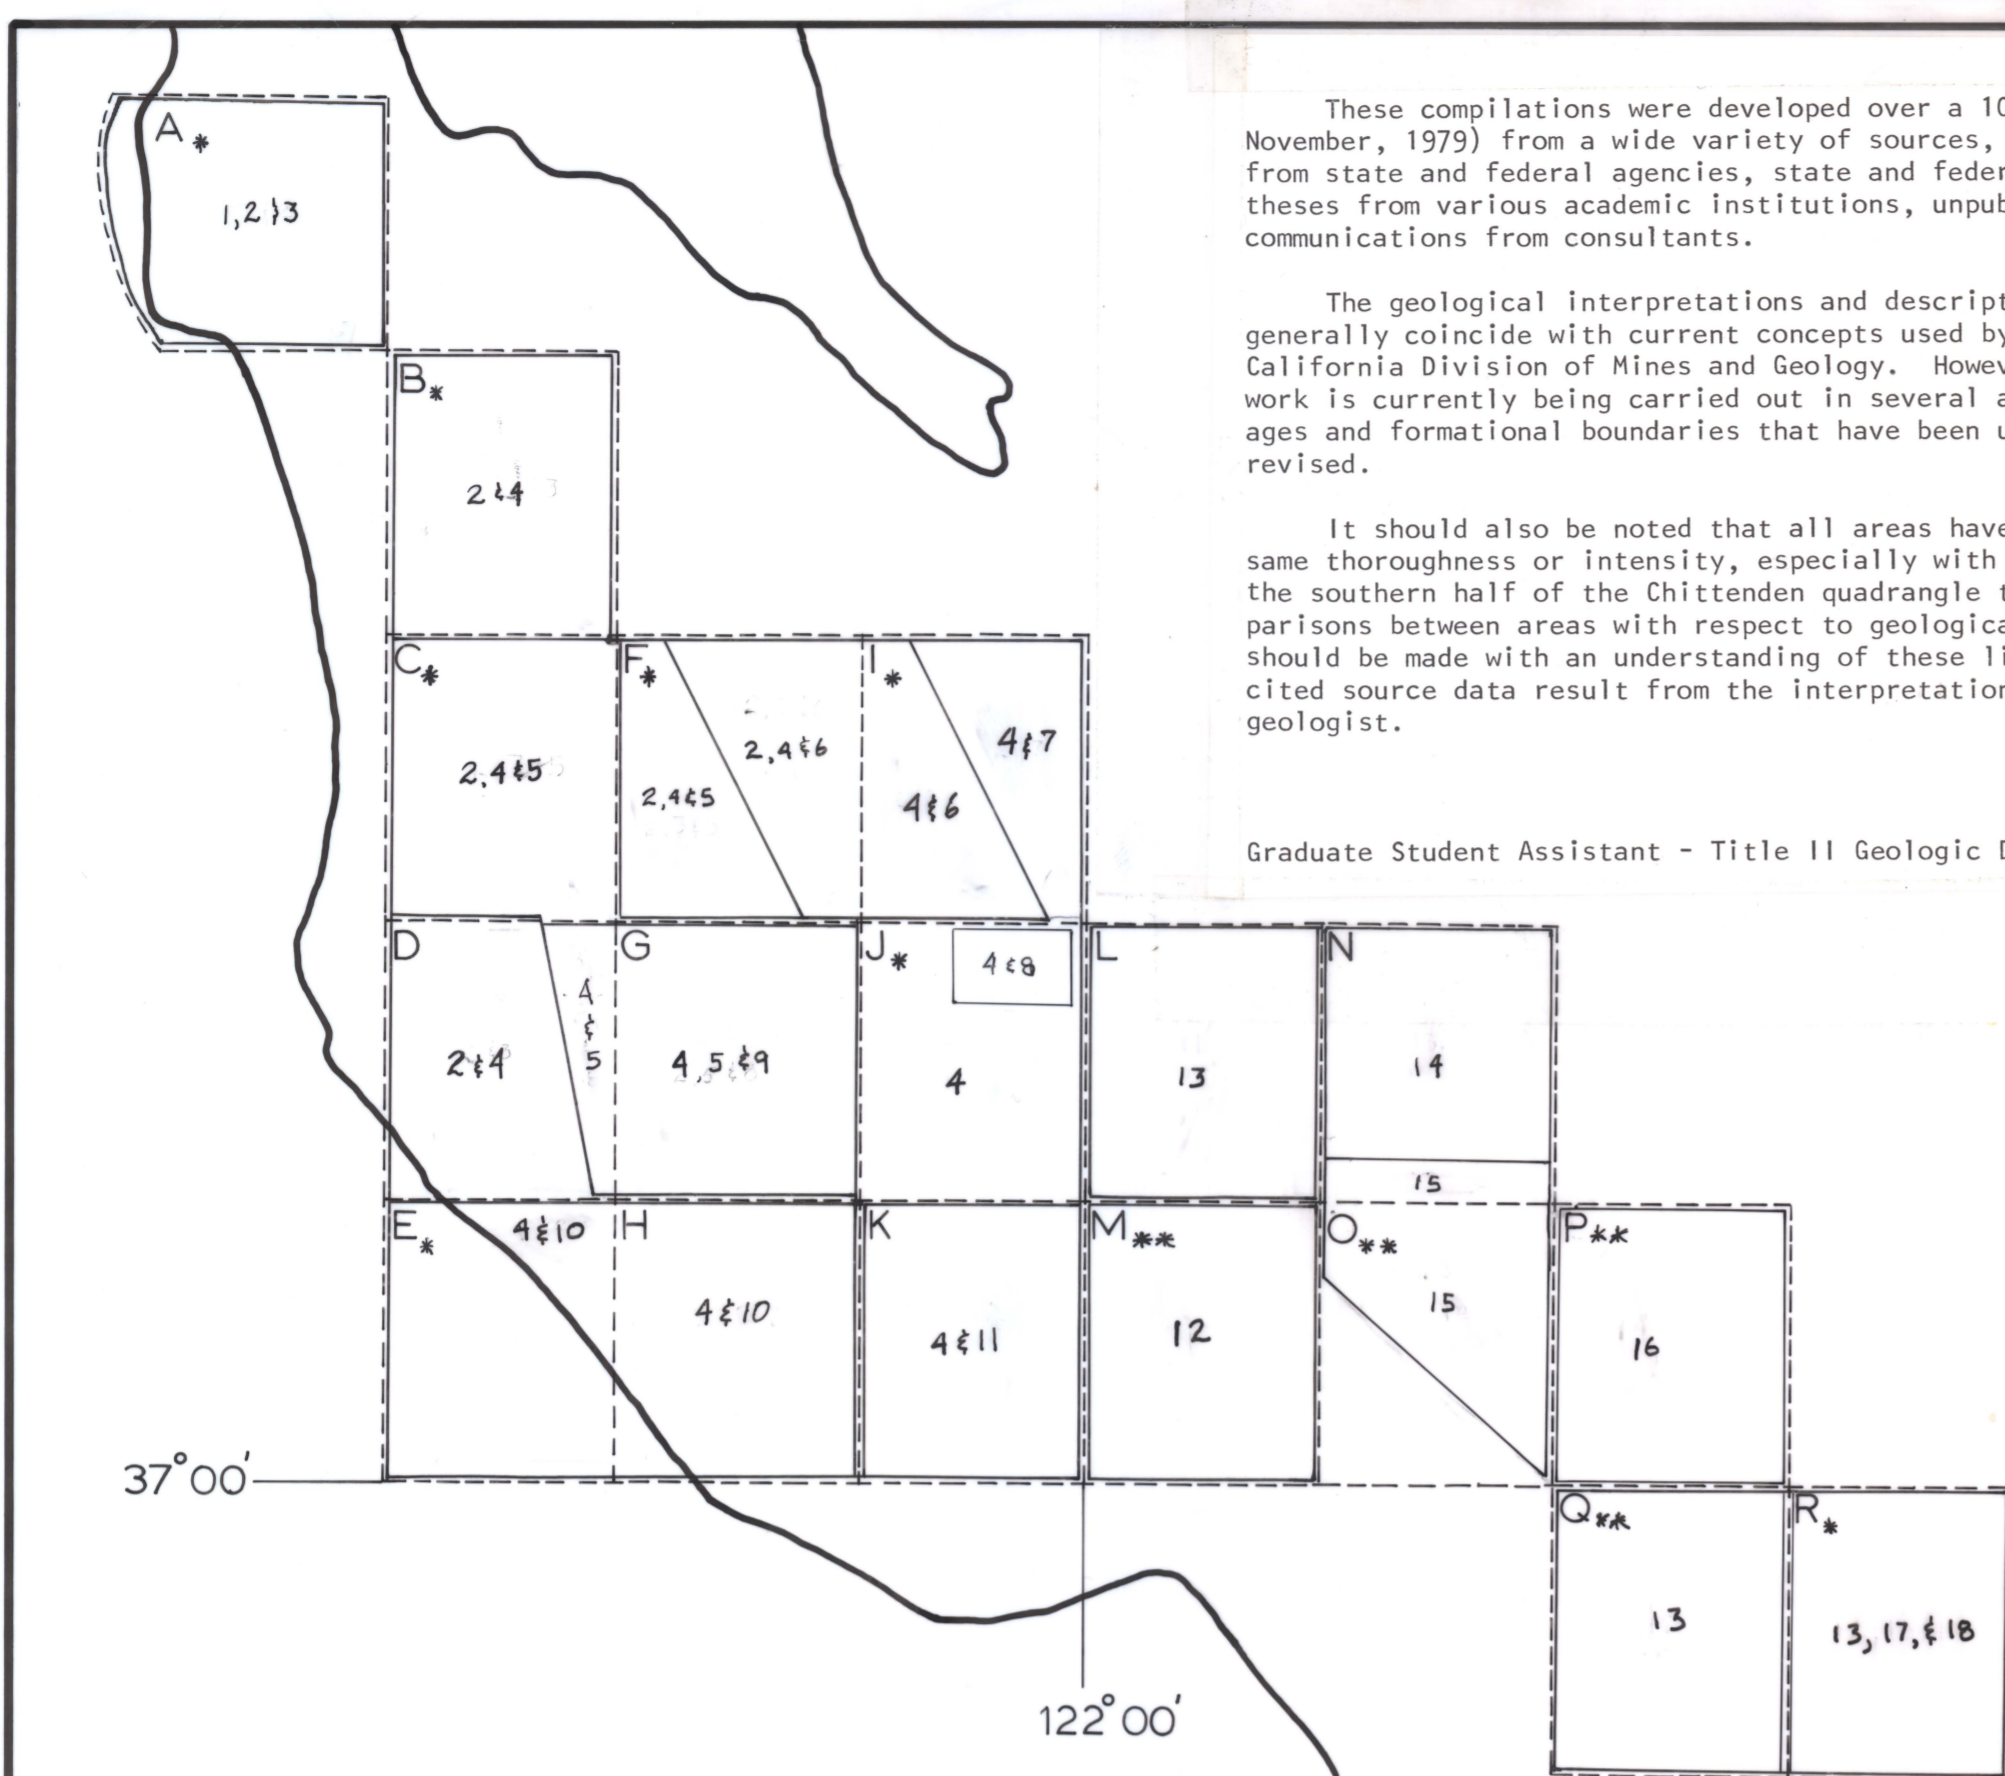 These compilations were developed over a 10
November, 1979) from a wide variety of sources,
from state and federal agencies, state and feder
theses from various academic institutions, unpub
communications from consultants.
The geological interpretations and descript
generally coincide with current concepts used by
California Division of Mines and Geology. Howev
work is currently being carried out in several a
ages and formational boundaries that have been u
revised.
It should also be noted that all areas have
same thoroughness or intensity, especially with
the southern half of the Chittenden quadrangle t
parisons between areas with respect to geologica
should be made with an understanding of these li
cited source data result from the interpretation
geologist.
Graduate Student Assistant - Title II Geologic D
A*
1,2&3
B*
2&4
C*
2,4&5
F*
2,4&5
2,4&6
I*
4&6
4&7
D
2&4
4
&
5
G
4,5&9
J*
4&8
4
L
13
N
14
15
E*
4&10
H
4&10
K
4&11
M**
12
O**
15
P**
16
37°00'
Q**
13
R*
13, 17, & 18
122°00'